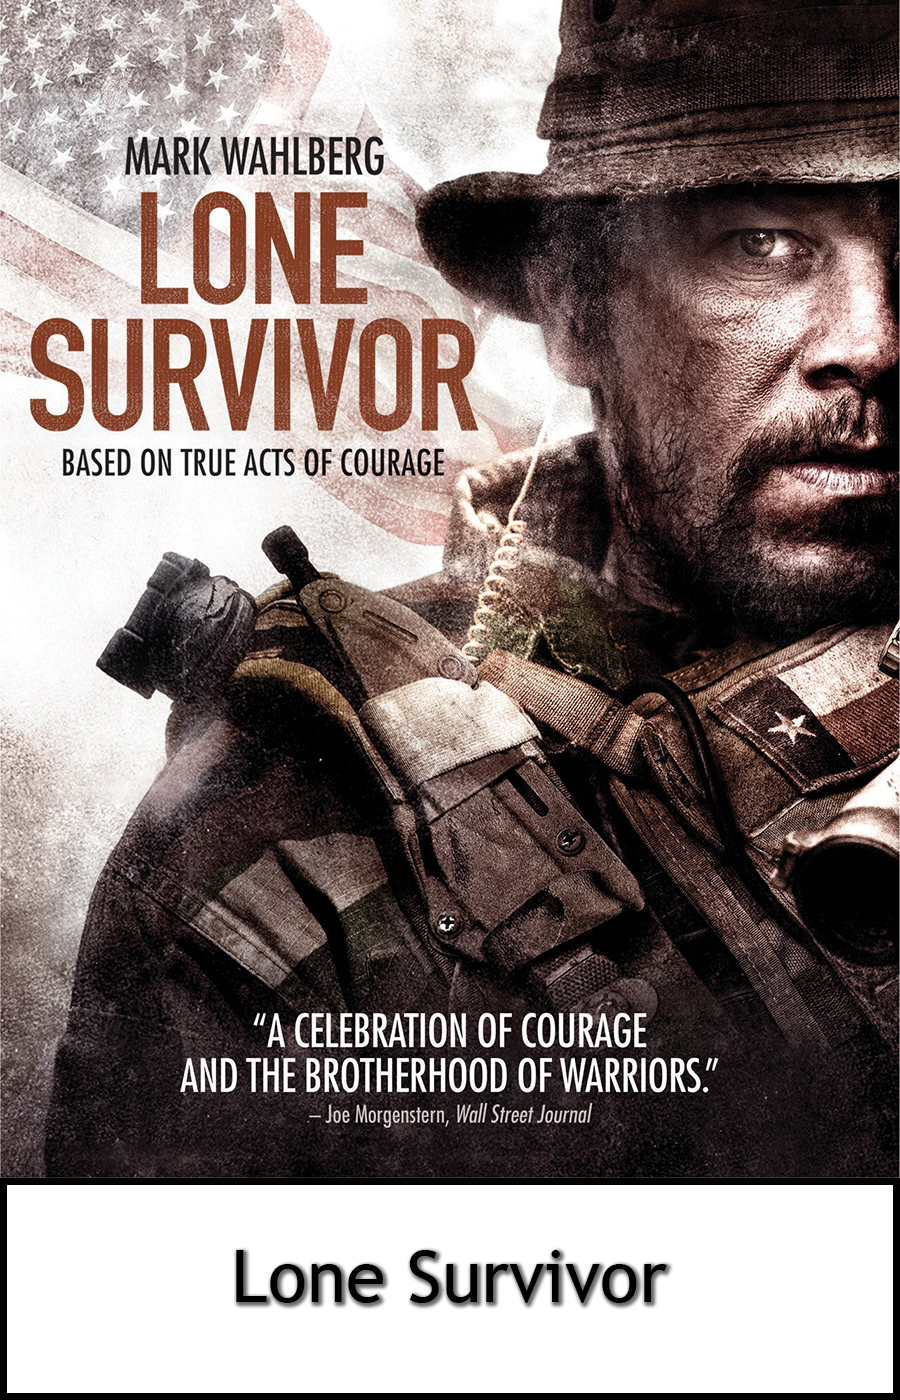 MARK WAHLBERG
LONE
SURVIVOR
BASED ON TRUE ACTS OF COURAGE
“A CELEBRATION OF COURAGE
AND THE BROTHERHOOD OF WARRIORS.”
– Joe Morgenstern, Wall Street Journal
Lone Survivor